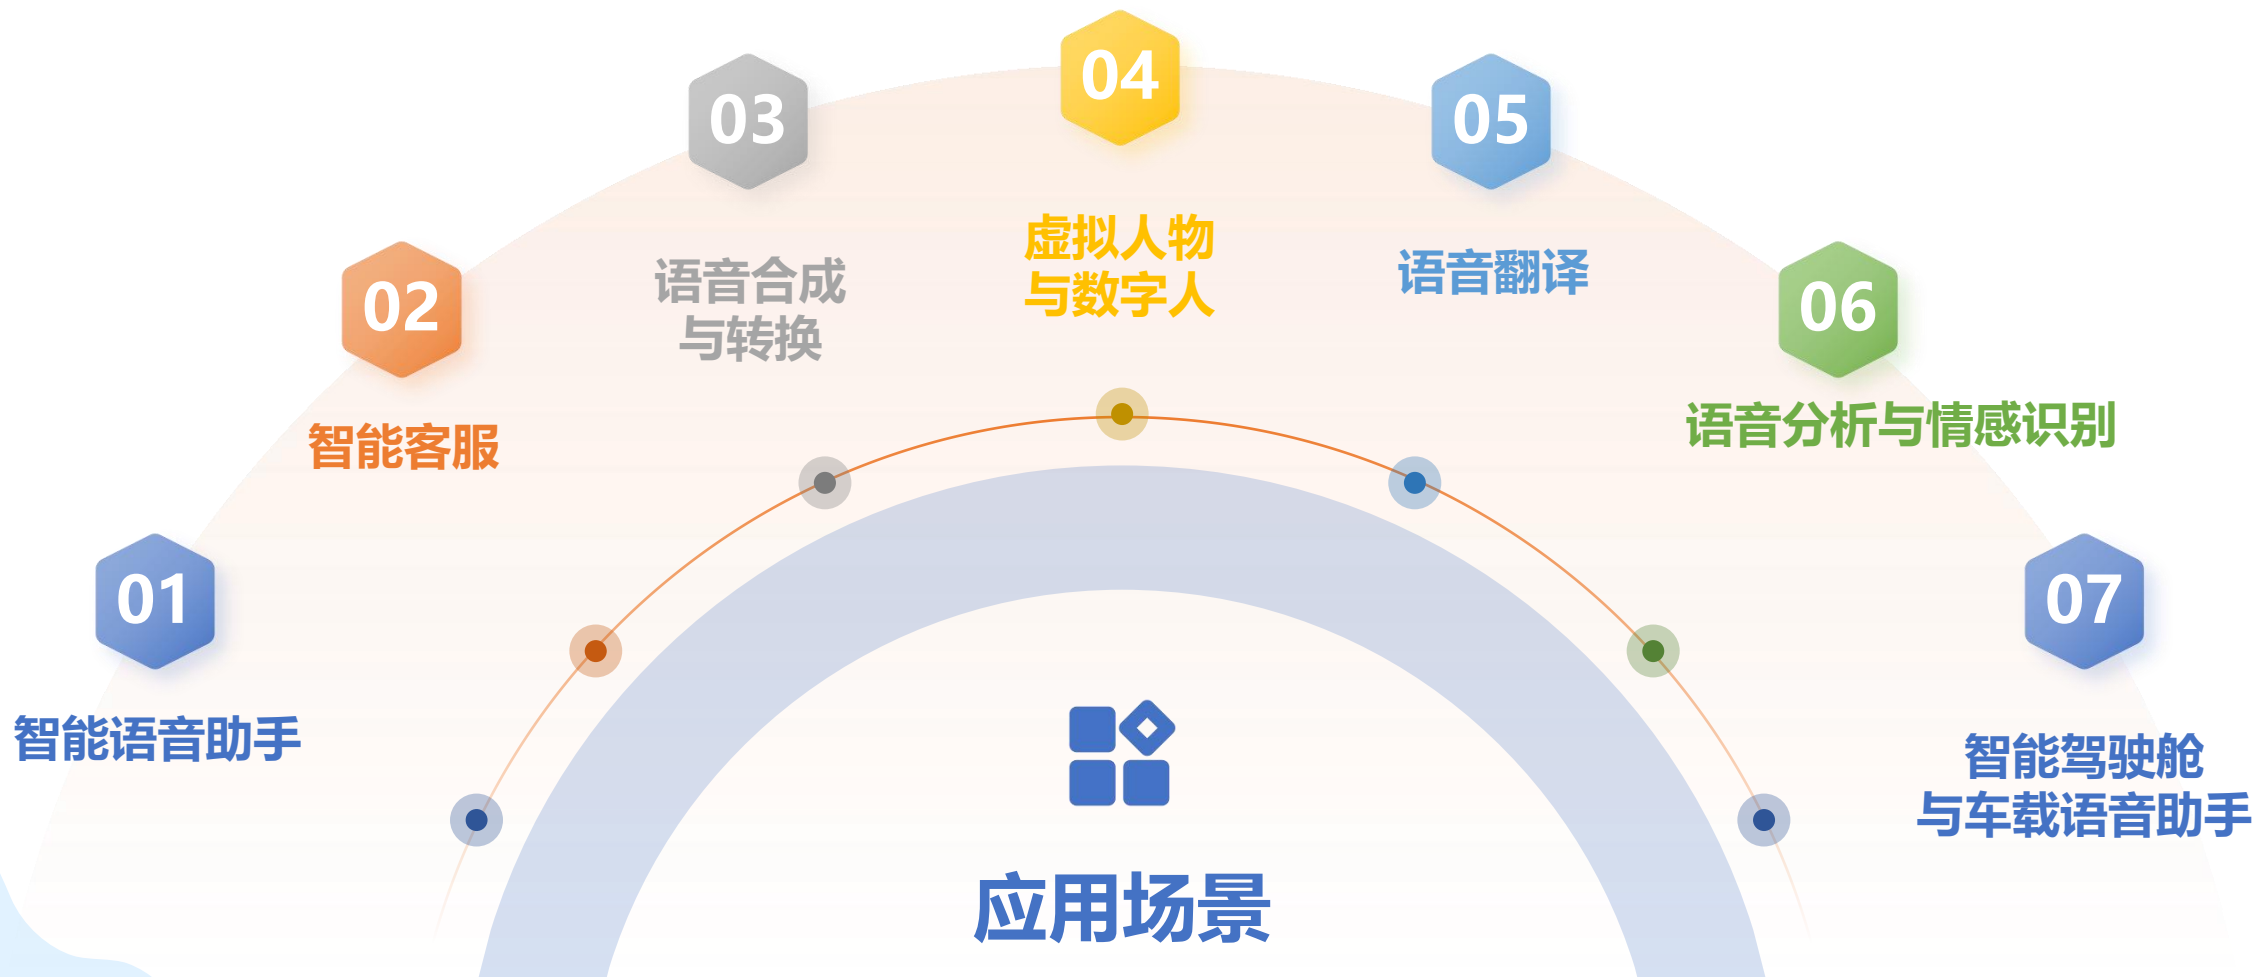 01
智能语音助手
02
智能客服
03
语音合成
与转换
04
虚拟人物
与数字人
05
语音翻译
06
语音分析与情感识别
07
智能驾驶舱
与车载语音助手
应用场景